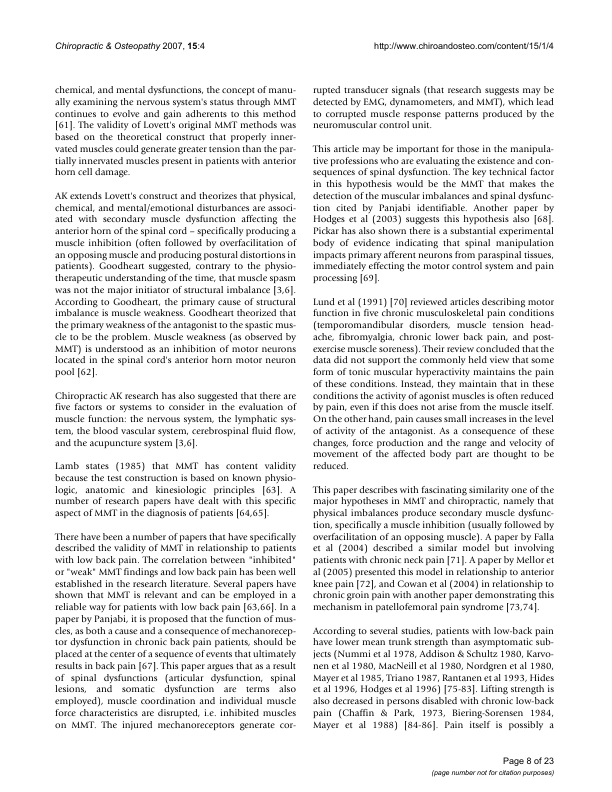 Chiropractic & Osteopathy 2007, 15:4
http://www.chiroandosteo.com/content/15/1/4
chemical, and mental dysfunctions, the concept of manu-
ally examining the nervous system's status through MMT
continues to evolve and gain adherents to this method
[61]. The validity of Lovett's original MMT methods was
based on the theoretical construct that properly inner-
vated muscles could generate greater tension than the par-
tially innervated muscles present in patients with anterior
horn cell damage.
AK extends Lovett's construct and theorizes that physical,
chemical, and mental/emotional disturbances are associ-
ated with secondary muscle dysfunction affecting the
anterior horn of the spinal cord – specifically producing a
muscle inhibition (often followed by overfacilitation of
an opposing muscle and producing postural distortions in
patients). Goodheart suggested, contrary to the physio-
therapeutic understanding of the time, that muscle spasm
was not the major initiator of structural imbalance [3,6].
According to Goodheart, the primary cause of structural
imbalance is muscle weakness. Goodheart theorized that
the primary weakness of the antagonist to the spastic mus-
cle to be the problem. Muscle weakness (as observed by
MMT) is understood as an inhibition of motor neurons
located in the spinal cord's anterior horn motor neuron
pool [62].
Chiropractic AK research has also suggested that there are
five factors or systems to consider in the evaluation of
muscle function: the nervous system, the lymphatic sys-
tem, the blood vascular system, cerebrospinal fluid flow,
and the acupuncture system [3,6].
Lamb states (1985) that MMT has content validity
because the test construction is based on known physio-
logic, anatomic and kinesiologic principles [63]. A
number of research papers have dealt with this specific
aspect of MMT in the diagnosis of patients [64,65].
There have been a number of papers that have specifically
described the validity of MMT in relationship to patients
with low back pain. The correlation between "inhibited"
or "weak" MMT findings and low back pain has been well
established in the research literature. Several papers have
shown that MMT is relevant and can be employed in a
reliable way for patients with low back pain [63,66]. In a
paper by Panjabi, it is proposed that the function of mus-
cles, as both a cause and a consequence of mechanorecep-
tor dysfunction in chronic back pain patients, should be
placed at the center of a sequence of events that ultimately
results in back pain [67]. This paper argues that as a result
of spinal dysfunctions (articular dysfunction, spinal
lesions, and somatic dysfunction are terms also
employed), muscle coordination and individual muscle
force characteristics are disrupted, i.e. inhibited muscles
on MMT. The injured mechanoreceptors generate cor-
rupted transducer signals (that research suggests may be
detected by EMG, dynamometers, and MMT), which lead
to corrupted muscle response patterns produced by the
neuromuscular control unit.
This article may be important for those in the manipula-
tive professions who are evaluating the existence and con-
sequences of spinal dysfunction. The key technical factor
in this hypothesis would be the MMT that makes the
detection of the muscular imbalances and spinal dysfunc-
tion cited by Panjabi identifiable. Another paper by
Hodges et al (2003) suggests this hypothesis also [68].
Pickar has also shown there is a substantial experimental
body of evidence indicating that spinal manipulation
impacts primary afferent neurons from paraspinal tissues,
immediately effecting the motor control system and pain
processing [69].
Lund et al (1991) [70] reviewed articles describing motor
function in five chronic musculoskeletal pain conditions
(temporomandibular disorders, muscle tension head-
ache, fibromyalgia, chronic lower back pain, and post-
exercise muscle soreness). Their review concluded that the
data did not support the commonly held view that some
form of tonic muscular hyperactivity maintains the pain
of these conditions. Instead, they maintain that in these
conditions the activity of agonist muscles is often reduced
by pain, even if this does not arise from the muscle itself.
On the other hand, pain causes small increases in the level
of activity of the antagonist. As a consequence of these
changes, force production and the range and velocity of
movement of the affected body part are thought to be
reduced.
This paper describes with fascinating similarity one of the
major hypotheses in MMT and chiropractic, namely that
physical imbalances produce secondary muscle dysfunc-
tion, specifically a muscle inhibition (usually followed by
overfacilitation of an opposing muscle). A paper by Falla
et al (2004) described a similar model but involving
patients with chronic neck pain [71]. A paper by Mellor et
al (2005) presented this model in relationship to anterior
knee pain [72], and Cowan et al (2004) in relationship to
chronic groin pain with another paper demonstrating this
mechanism in patellofemoral pain syndrome [73,74].
According to several studies, patients with low-back pain
have lower mean trunk strength than asymptomatic sub-
jects (Nummi et al 1978, Addison & Schultz 1980, Karvo-
nen et al 1980, MacNeill et al 1980, Nordgren et al 1980,
Mayer et al 1985, Triano 1987, Rantanen et al 1993, Hides
et al 1996, Hodges et al 1996) [75-83]. Lifting strength is
also decreased in persons disabled with chronic low-back
pain (Chaffin & Park, 1973, Biering-Sorensen 1984,
Mayer et al 1988) [84-86]. Pain itself is possibly a
Page 8 of 23
(page number not for citation purposes)